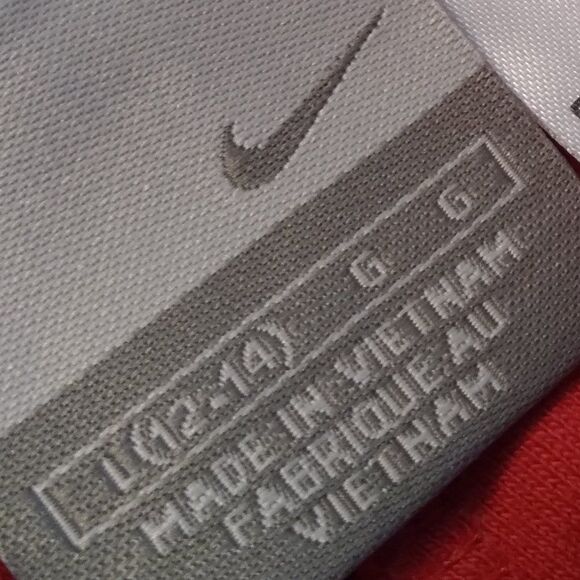 L (12-14) G G
MADE IN VIETNAM
FABRIQUE AU
VIETNAM